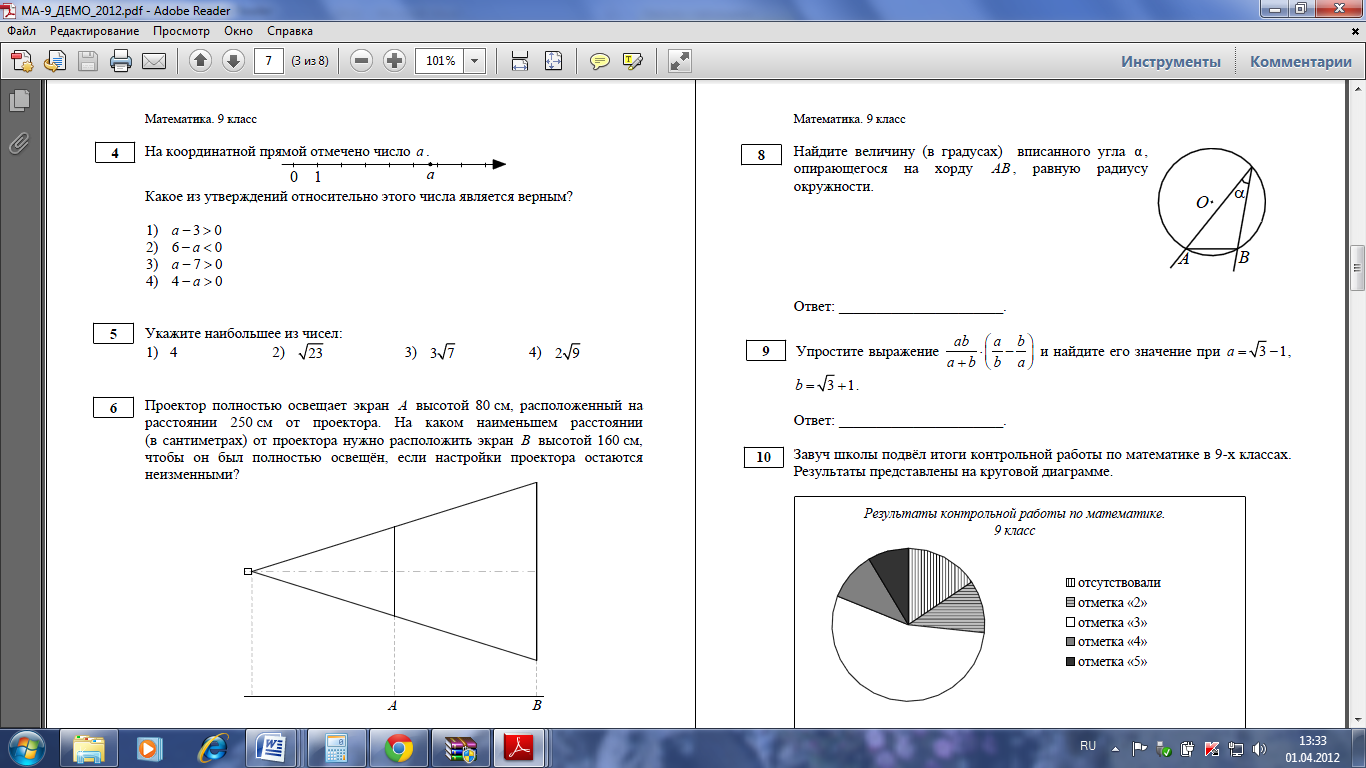 МА-9_ДЕМО_2012.pdf - Adobe Reader
Файл Редактирование Просмотр Окно Справка
7 (3 из 8) 101% Инструменты Комментарии
Математика. 9 класс
4 На координатной прямой отмечено число a.
0 1 a
Какое из утверждений относительно этого числа является верным?
1) a − 3 > 0
2) 6 − a < 0
3) a − 7 > 0
4) 4 − a > 0
5 Укажите наибольшее из чисел:
1) 4 2) √23 3) 3√7 4) 2√9
6 Проектор полностью освещает экран A высотой 80 см, расположенный на
расстоянии 250 см от проектора. На каком наименьшем расстоянии
(в сантиметрах) от проектора нужно расположить экран B высотой 160 см,
чтобы он был полностью освещён, если настройки проектора остаются
неизменными?
A B
Математика. 9 класс
8 Найдите величину (в градусах) вписанного угла α,
опирающегося на хорду AB, равную радиусу
окружности.
O α
A B
Ответ: ______________________.
9 Упростите выражение ab/(a+b) · (a/b − b/a) и найдите его значение при a = √3 − 1,
b = √3 + 1.
Ответ: ______________________.
10 Завуч школы подвёл итоги контрольной работы по математике в 9-х классах.
Результаты представлены на круговой диаграмме.
Результаты контрольной работы по математике.
9 класс
отсутствовали
отметка «2»
отметка «3»
отметка «4»
отметка «5»
RU 13:33
01.04.2012